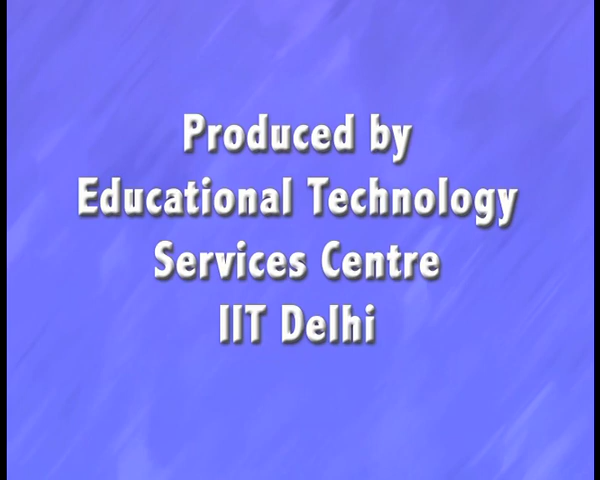 Produced by
Educational Technology
Services Centre
IIT Delhi